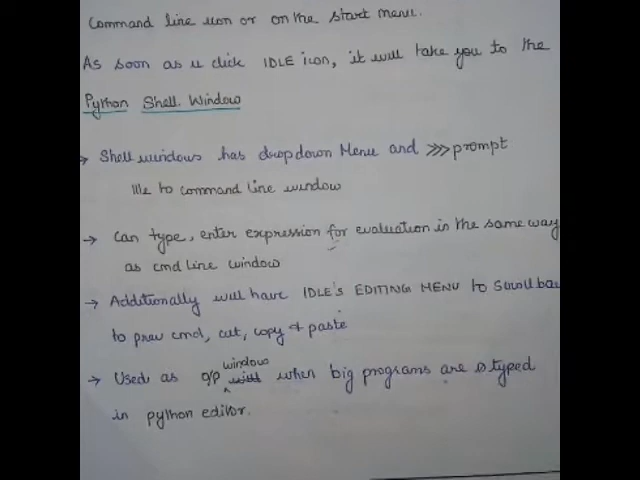 Command line icon or on the start menu.
As soon as u click IDLE icon, it will take you to the
Python Shell Window
→ Shell windows has dropdown Menu and >>> prompt
lly to command line window
→ Can type, enter expression for evaluation in the same way
as cmd line window
→ Additionally will have IDLE'S EDITING MENU to scroll bac
to prev cmd, cut, copy & paste
→ Used as o/p windows when big programs are typed
in python editor.